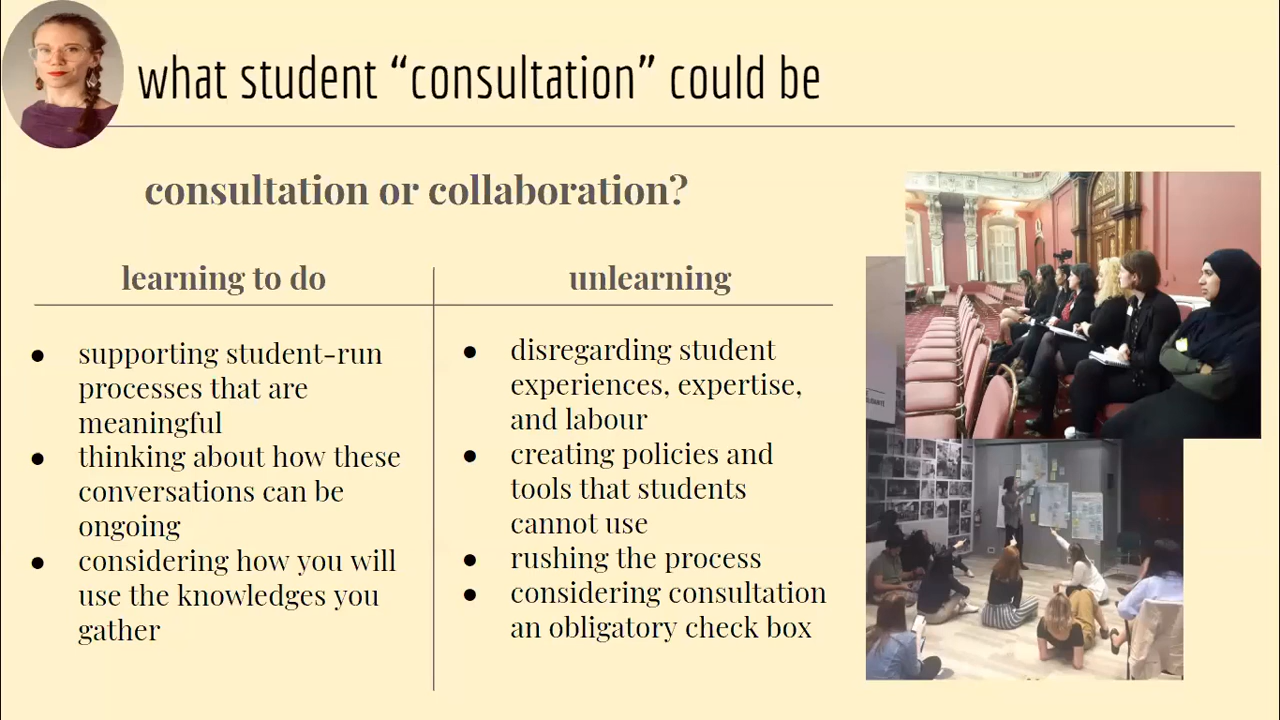 what student “consultation” could be
consultation or collaboration?
learning to do
supporting student-run
processes that are
meaningful
thinking about how these
conversations can be
ongoing
considering how you will
use the knowledges you
gather
unlearning
disregarding student
experiences, expertise,
and labour
creating policies and
tools that students
cannot use
rushing the process
considering consultation
an obligatory check box